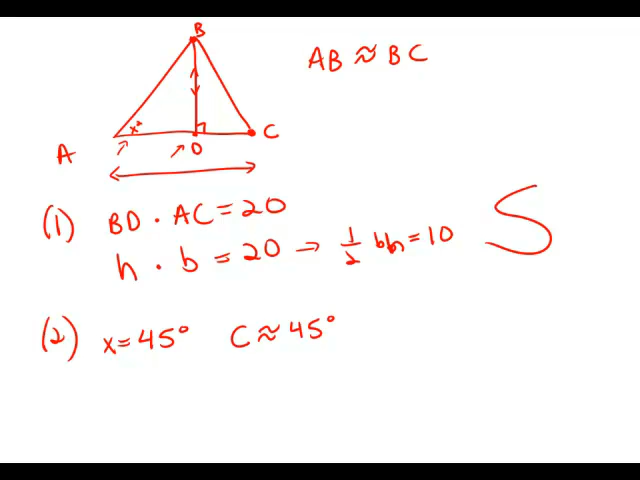 B
AB ≈ BC
x°
C
A
D
(1) BD · AC = 20
h · b = 20 → 1/2 bh = 10
S
(2) x = 45° C ≈ 45°